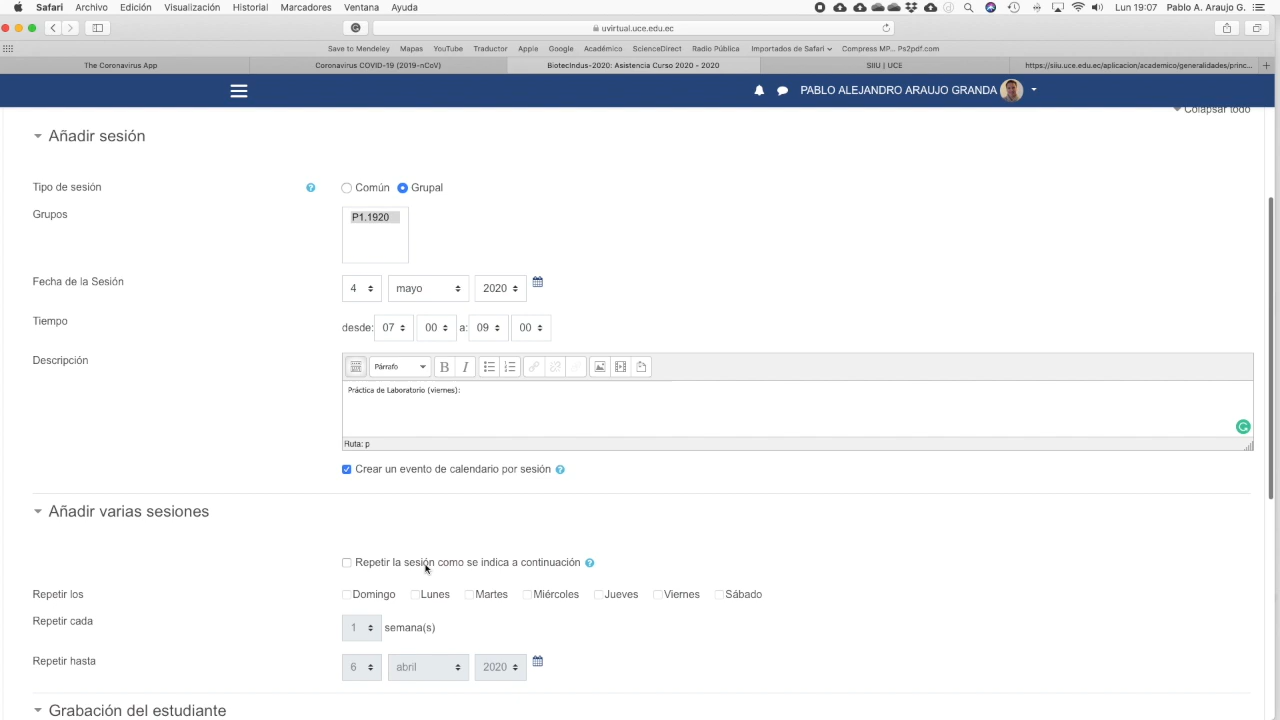 Safari Archivo Edición Visualización Historial Marcadores Ventana Ayuda Lun 19:07 Pablo A. Araujo G.
uvirtual.uce.edu.ec
Save to Mendeley Mapas YouTube Traductor Apple Google Académico ScienceDirect Radio Pública Importados de Safari Compress MP... Ps2pdf.com
The Coronavirus App Coronavirus COVID-19 (2019-nCoV) BiotecIndus-2020: Asistencia Curso 2020 - 2020 SIIU | UCE https://siiu.uce.edu.ec/aplicacion/academico/generalidades/princ...
PABLO ALEJANDRO ARAUJO GRANDA
Colapsar todo
Añadir sesión
Tipo de sesión ? Común Grupal
Grupos P1.1920
Fecha de la Sesión 4 mayo 2020
Tiempo desde: 07 00 a: 09 00
Descripción Párrafo B I
Práctica de Laboratorio (viernes):
Ruta: p
Crear un evento de calendario por sesión ?
Añadir varias sesiones
Repetir la sesión como se indica a continuación ?
Repetir los Domingo Lunes Martes Miércoles Jueves Viernes Sábado
Repetir cada 1 semana(s)
Repetir hasta 6 abril 2020
Grabación del estudiante